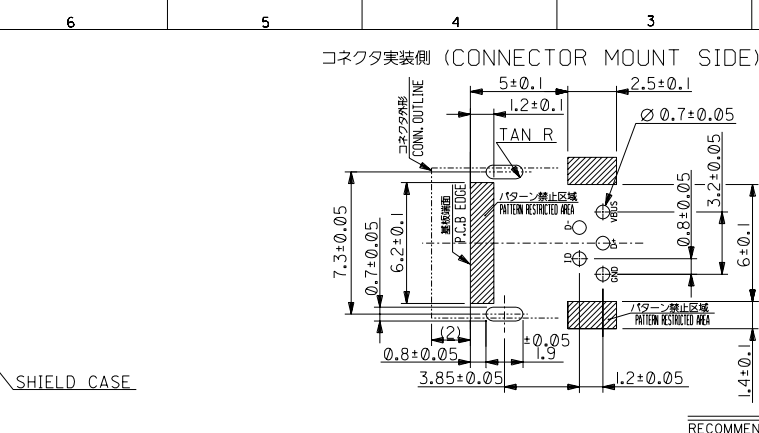 6
5
4
3
コネクタ実装側 (CONNECTOR MOUNT SIDE)
5±0.1
2.5±0.1
1.2±0.1
Ø 0.7±0.05
コネクタ外形
CONN. OUTLINE
TAN R
パターン禁止区域
PATTERN RESTRICTED AREA
基板端面
P.C.B EDGE
7.3±0.05
0.7±0.05
6.2±0.1
VBUS
D-
D+
ID
GND
0.8±0.05
3.2±0.05
6±0.1
パターン禁止区域
PATTERN RESTRICTED AREA
(2)
±0.05
0.8±0.05
1.9
3.85±0.05
1.2±0.05
1.4±0.1
SHIELD CASE
RECOMMEN